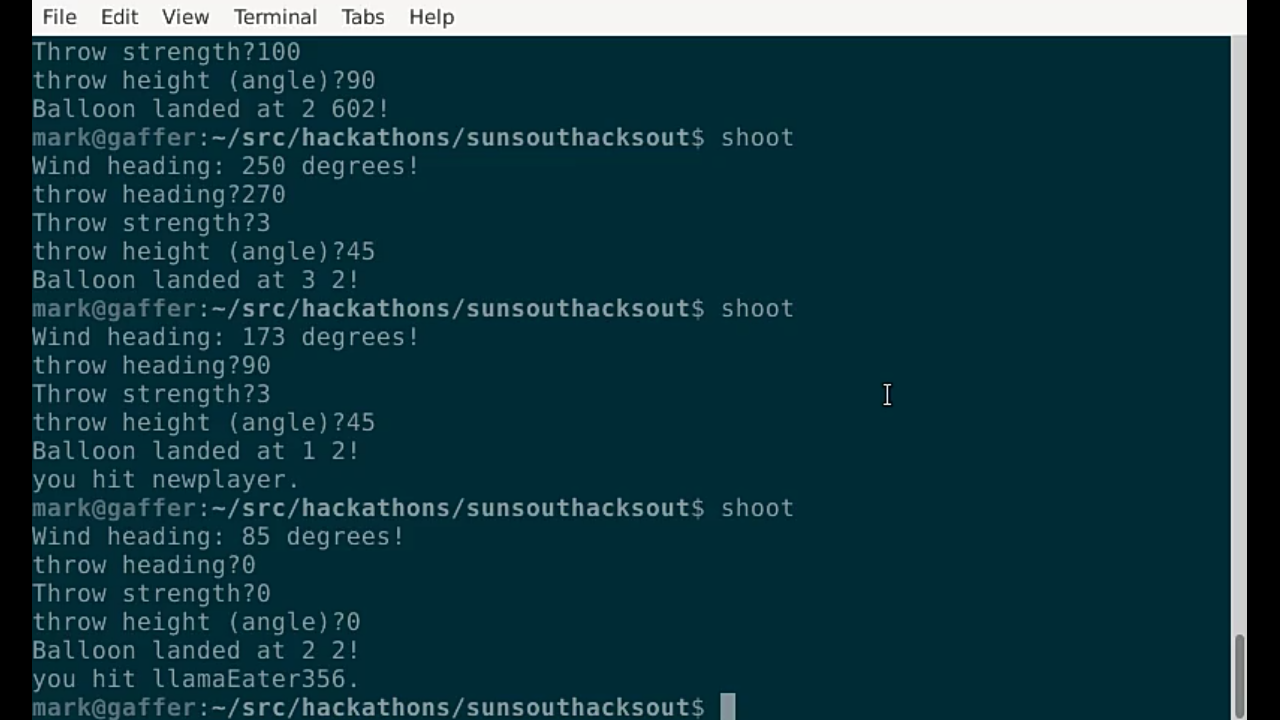 File Edit View Terminal Tabs Help
Throw strength?100
throw height (angle)?90
Balloon landed at 2 602!
mark@gaffer:~/src/hackathons/sunsouthacksout$ shoot
Wind heading: 250 degrees!
throw heading?270
Throw strength?3
throw height (angle)?45
Balloon landed at 3 2!
mark@gaffer:~/src/hackathons/sunsouthacksout$ shoot
Wind heading: 173 degrees!
throw heading?90
Throw strength?3
throw height (angle)?45
Balloon landed at 1 2!
you hit newplayer.
mark@gaffer:~/src/hackathons/sunsouthacksout$ shoot
Wind heading: 85 degrees!
throw heading?0
Throw strength?0
throw height (angle)?0
Balloon landed at 2 2!
you hit llamaEater356.
mark@gaffer:~/src/hackathons/sunsouthacksout$